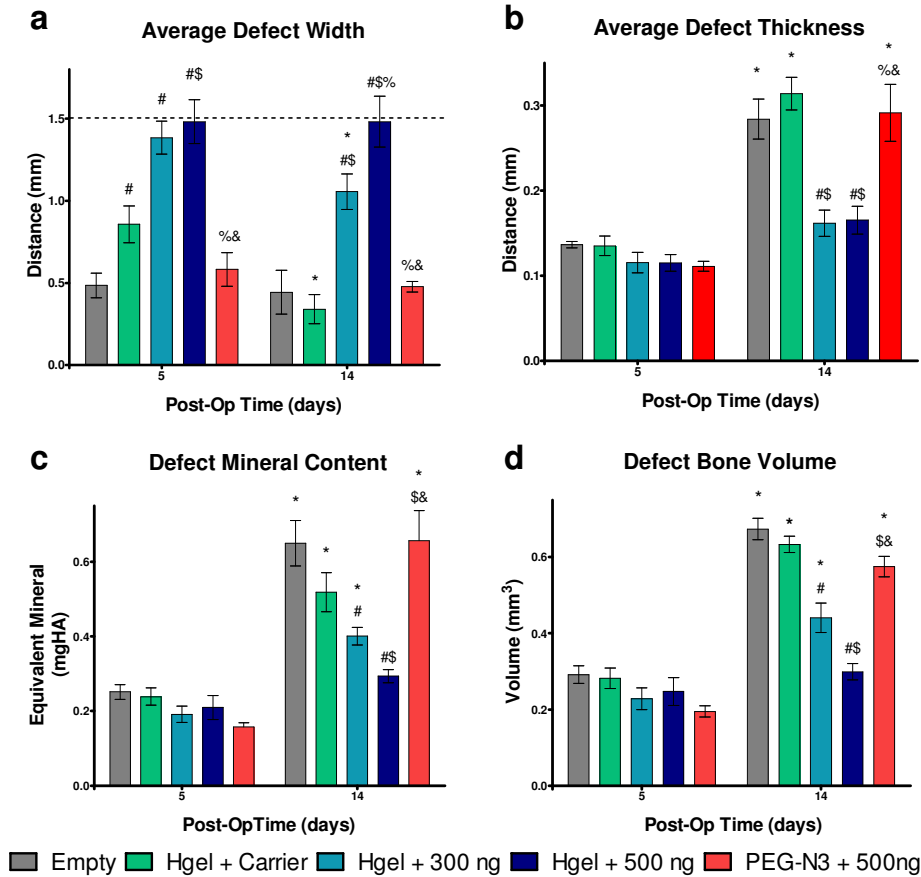 a
Average Defect Width
Distance (mm)
1.5
1.0
0.5
0.0
#
#
#$
%&
*
*
#$
#$%
%&
5
14
Post-Op Time (days)
b
Average Defect Thickness
Distance (mm)
0.3
0.2
0.1
0.0
*
*
#$
#$
*
%&
5
14
Post-Op Time (days)
c
Defect Mineral Content
Equivalent Mineral
(mgHA)
0.6
0.4
0.2
0.0
*
*
*
#
#$
*
$&
5
14
Post-OpTime (days)
d
Defect Bone Volume
Volume (mm³)
0.6
0.4
0.2
0.0
*
*
*
#
#$
*
$&
5
14
Post-Op Time (days)
Empty Hgel + Carrier Hgel + 300 ng Hgel + 500 ng PEG-N3 + 500ng